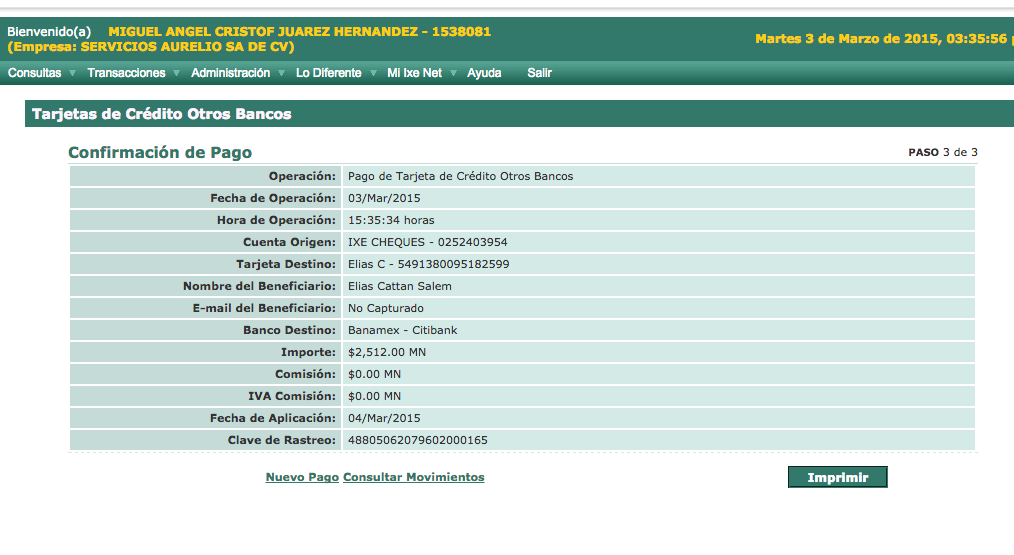 Bienvenido(a) MIGUEL ANGEL CRISTOF JUAREZ HERNANDEZ - 1538081
(Empresa: SERVICIOS AURELIO SA DE CV)
Martes 3 de Marzo de 2015, 03:35:56
Consultas Transacciones Administración Lo Diferente Mi Ixe Net Ayuda Salir
Tarjetas de Crédito Otros Bancos
Confirmación de Pago PASO 3 de 3
Operación: Pago de Tarjeta de Crédito Otros Bancos
Fecha de Operación: 03/Mar/2015
Hora de Operación: 15:35:34 horas
Cuenta Origen: IXE CHEQUES - 0252403954
Tarjeta Destino: Elias C - 5491380095182599
Nombre del Beneficiario: Elias Cattan Salem
E-mail del Beneficiario: No Capturado
Banco Destino: Banamex - Citibank
Importe: $2,512.00 MN
Comisión: $0.00 MN
IVA Comisión: $0.00 MN
Fecha de Aplicación: 04/Mar/2015
Clave de Rastreo: 48805062079602000165
Nuevo Pago Consultar Movimientos Imprimir